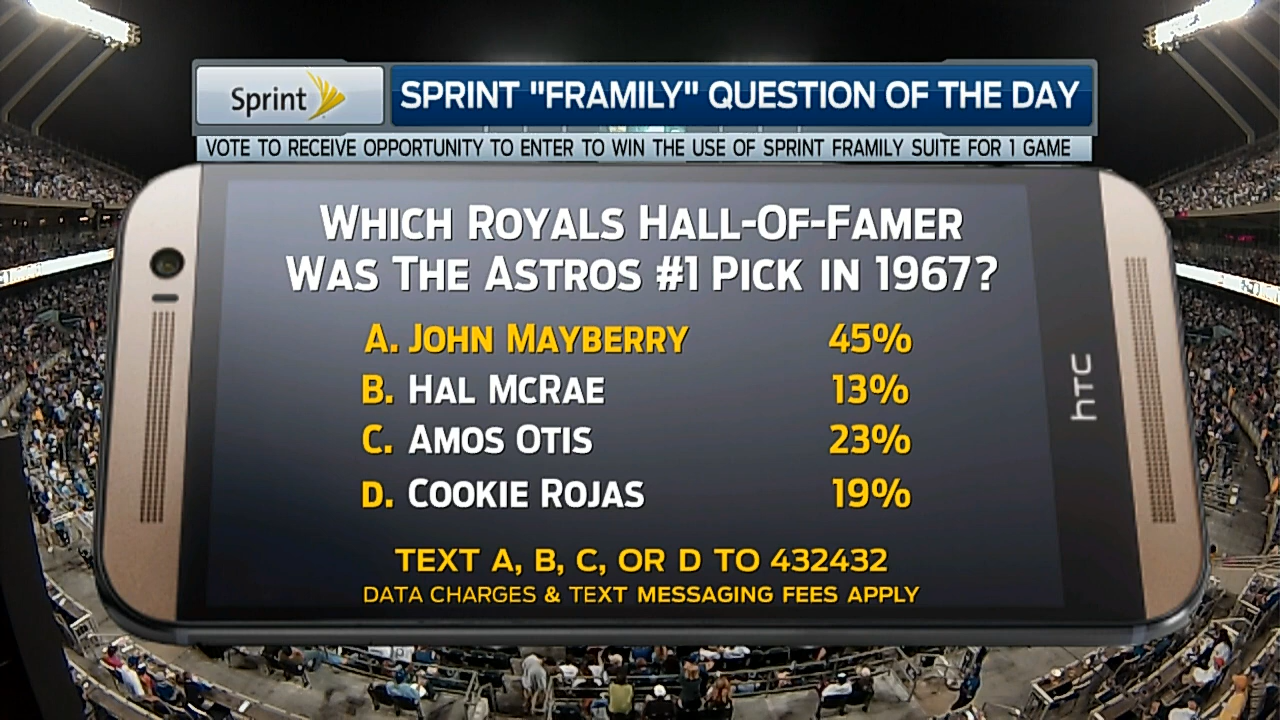 Sprint
SPRINT "FRAMILY" QUESTION OF THE DAY
VOTE TO RECEIVE OPPORTUNITY TO ENTER TO WIN THE USE OF SPRINT FRAMILY SUITE FOR 1 GAME
WHICH ROYALS HALL-OF-FAMER
WAS THE ASTROS #1 PICK IN 1967?
A. JOHN MAYBERRY 45%
B. HAL MCRAE 13%
C. AMOS OTIS 23%
D. COOKIE ROJAS 19%
TEXT A, B, C, OR D TO 432432
DATA CHARGES & TEXT MESSAGING FEES APPLY
hTC